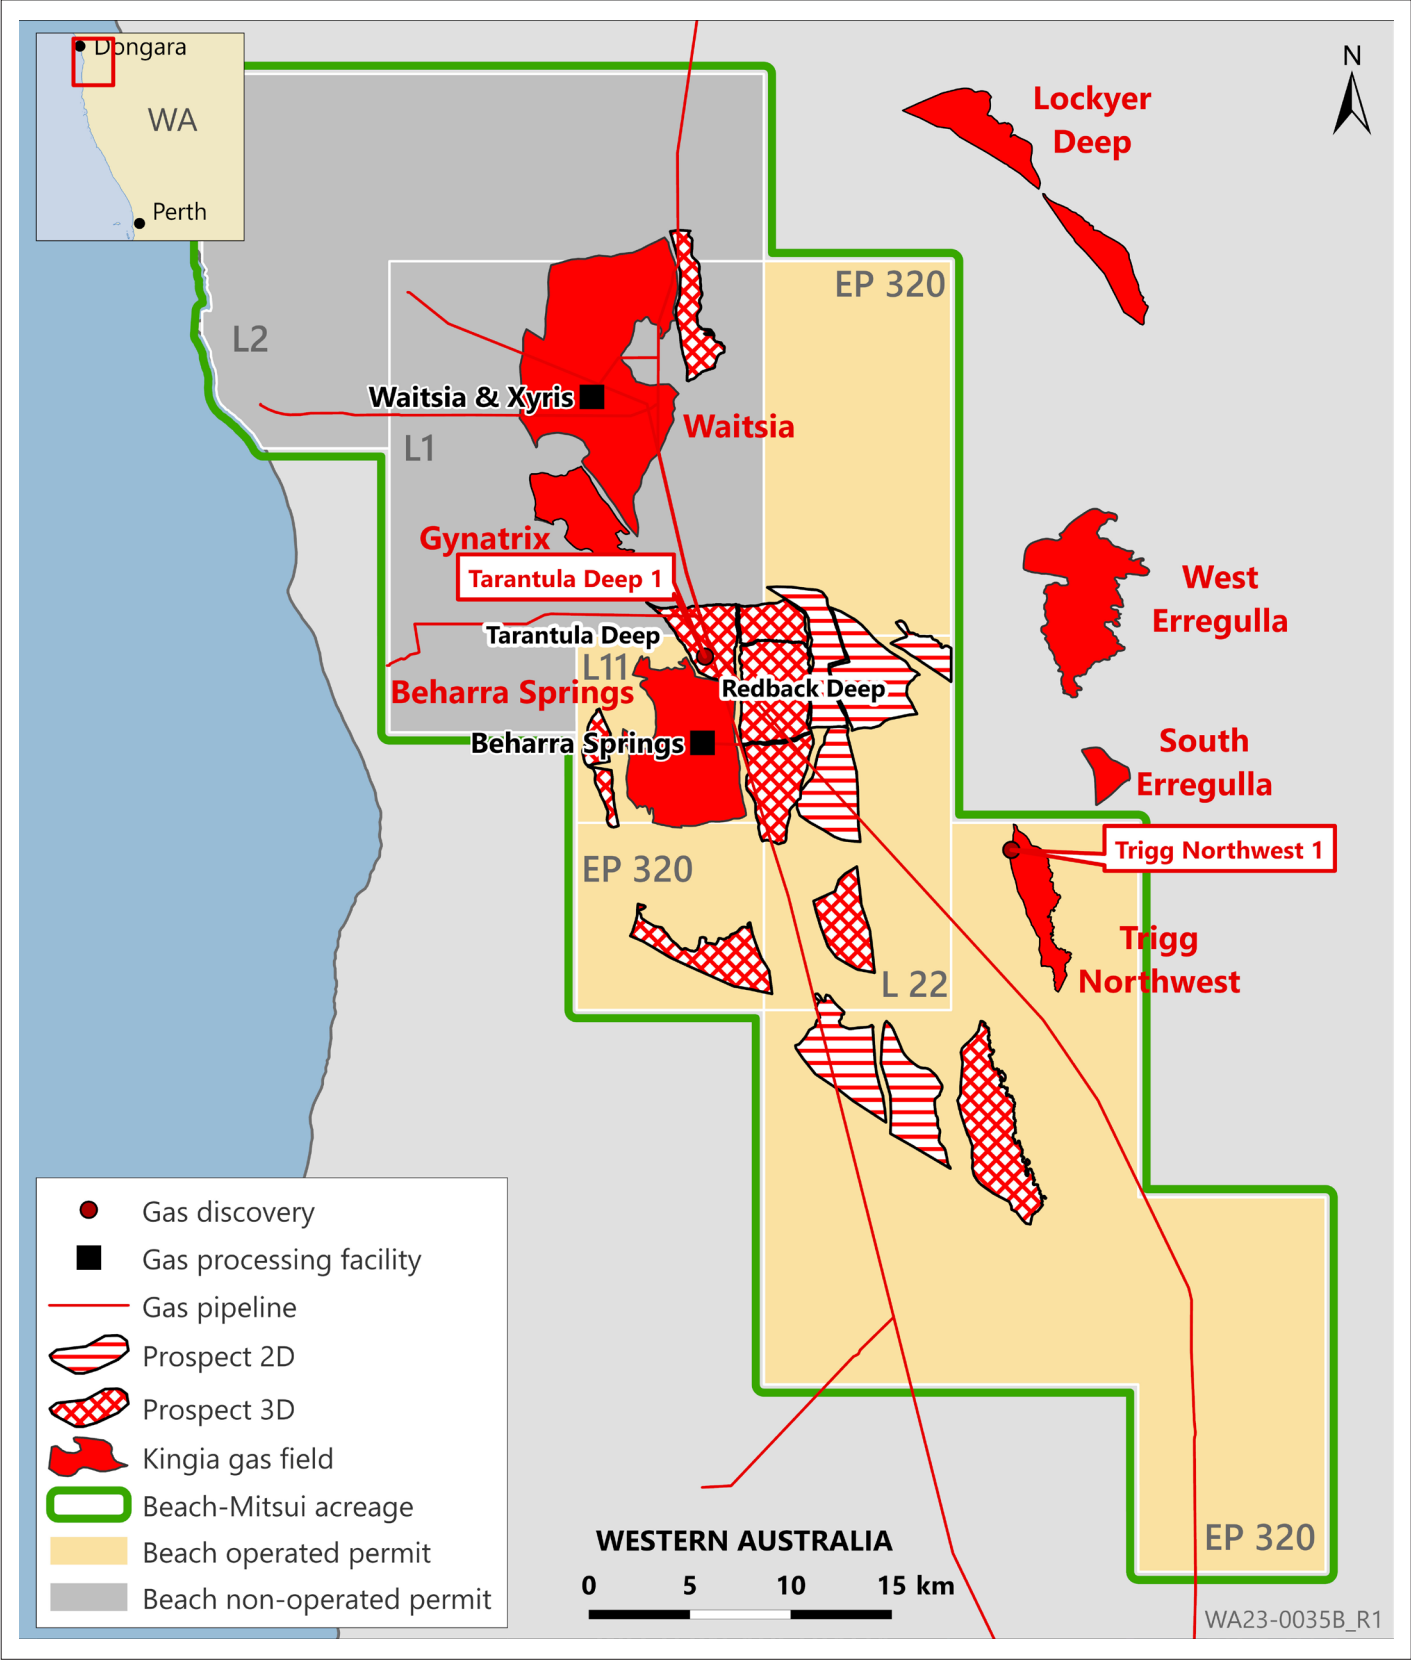 Dongara
WA
Perth
N
Lockyer
Deep
EP 320
L2
Waitsia & Xyris
Waitsia
L1
Gynatrix
Tarantula Deep 1
West
Erregulla
Tarantula Deep
L11
Beharra Springs
Redback Deep
Beharra Springs
South
Erregulla
Trigg Northwest 1
EP 320
Trigg
Northwest
L 22
Gas discovery
Gas processing facility
Gas pipeline
Prospect 2D
Prospect 3D
Kingia gas field
Beach-Mitsui acreage
Beach operated permit
Beach non-operated permit
EP 320
WESTERN AUSTRALIA
0 5 10 15 km
WA23-0035B_R1